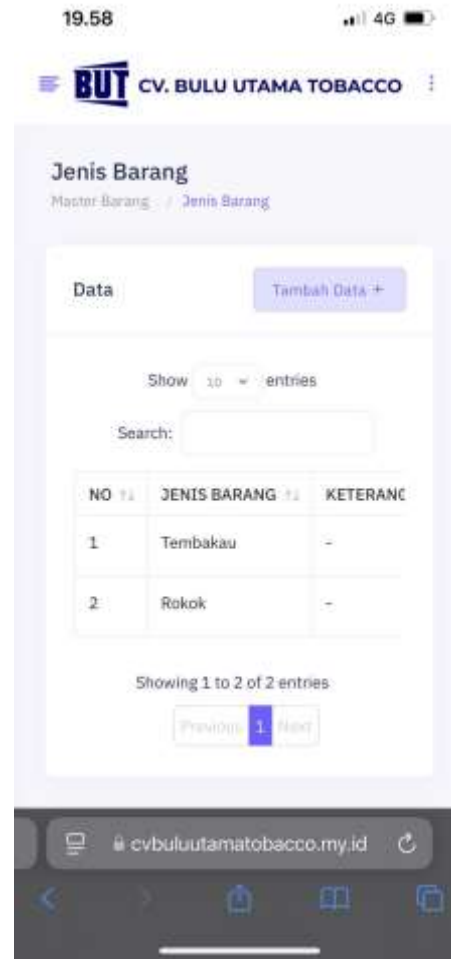 19.58 4G
BUT CV. BULU UTAMA TOBACCO
Jenis Barang
Master Barang / Jenis Barang
Data Tambah Data +
Show 10 entries
Search:
NO JENIS BARANG KETERANG
1 Tembakau -
2 Rokok -
Showing 1 to 2 of 2 entries
Previous 1 Next
cvbuluutamatobacco.my.id